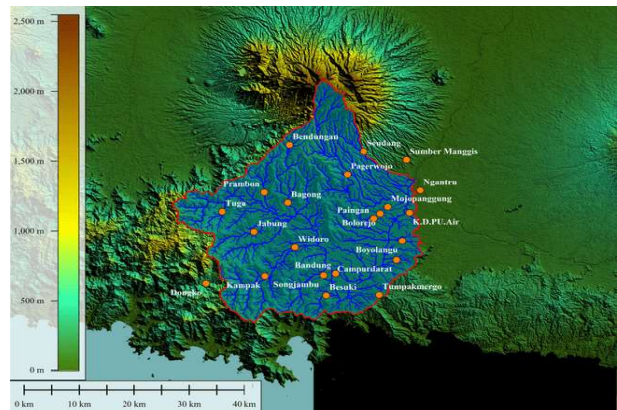 2,500 m
2,000 m
1,500 m
1,000 m
500 m
0 m
Bendungan
Sendang
Sumber Manggis
Pagerwojo
Ngantru
Prambon
Bagong
Mojopanggung
Tugu
Paingan
Bolorejo
K.D.PU.Air
Jabung
Widoro
Boyolangu
Bandung
Campurdarat
Dongko
Kampak
Songjambu
Besuki
Tumpakmergo
0 km
10 km
20 km
30 km
40 km